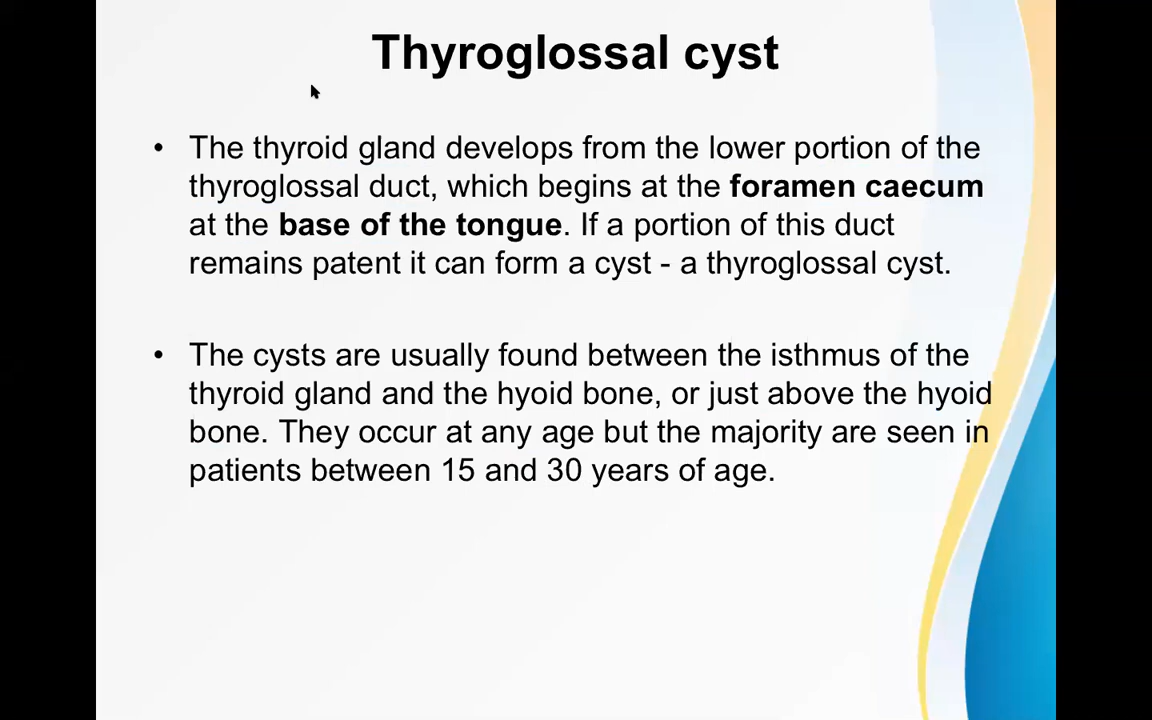 Thyroglossal cyst
• The thyroid gland develops from the lower portion of the
thyroglossal duct, which begins at the foramen caecum
at the base of the tongue. If a portion of this duct
remains patent it can form a cyst - a thyroglossal cyst.
• The cysts are usually found between the isthmus of the
thyroid gland and the hyoid bone, or just above the hyoid
bone. They occur at any age but the majority are seen in
patients between 15 and 30 years of age.